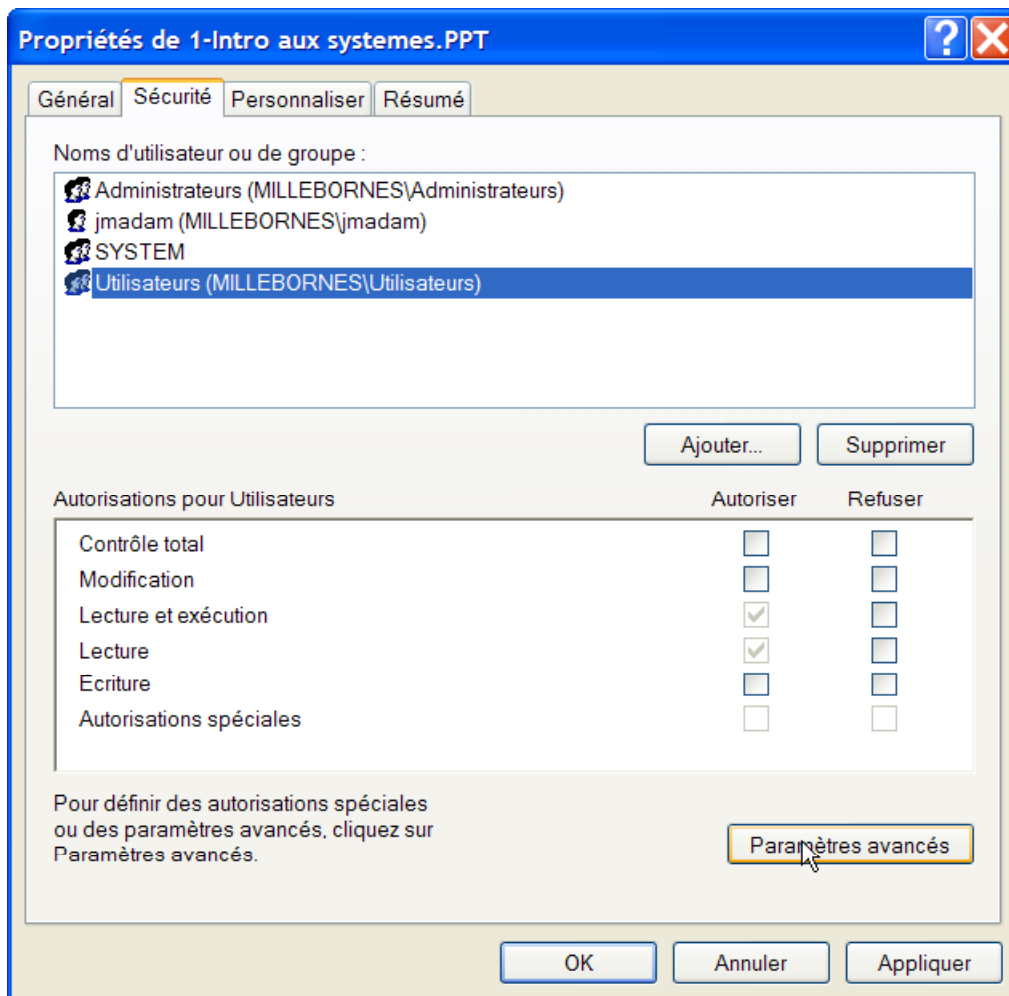 Propriétés de 1-Intro aux systemes.PPT
Général Sécurité Personnaliser Résumé
Noms d'utilisateur ou de groupe :
Administrateurs (MILLEBORNES\Administrateurs)
jmadam (MILLEBORNES\jmadam)
SYSTEM
Utilisateurs (MILLEBORNES\Utilisateurs)
Ajouter... Supprimer
Autorisations pour Utilisateurs Autoriser Refuser
Contrôle total
Modification
Lecture et exécution
Lecture
Ecriture
Autorisations spéciales
Pour définir des autorisations spéciales
ou des paramètres avancés, cliquez sur
Paramètres avancés.
Paramètres avancés
OK Annuler Appliquer